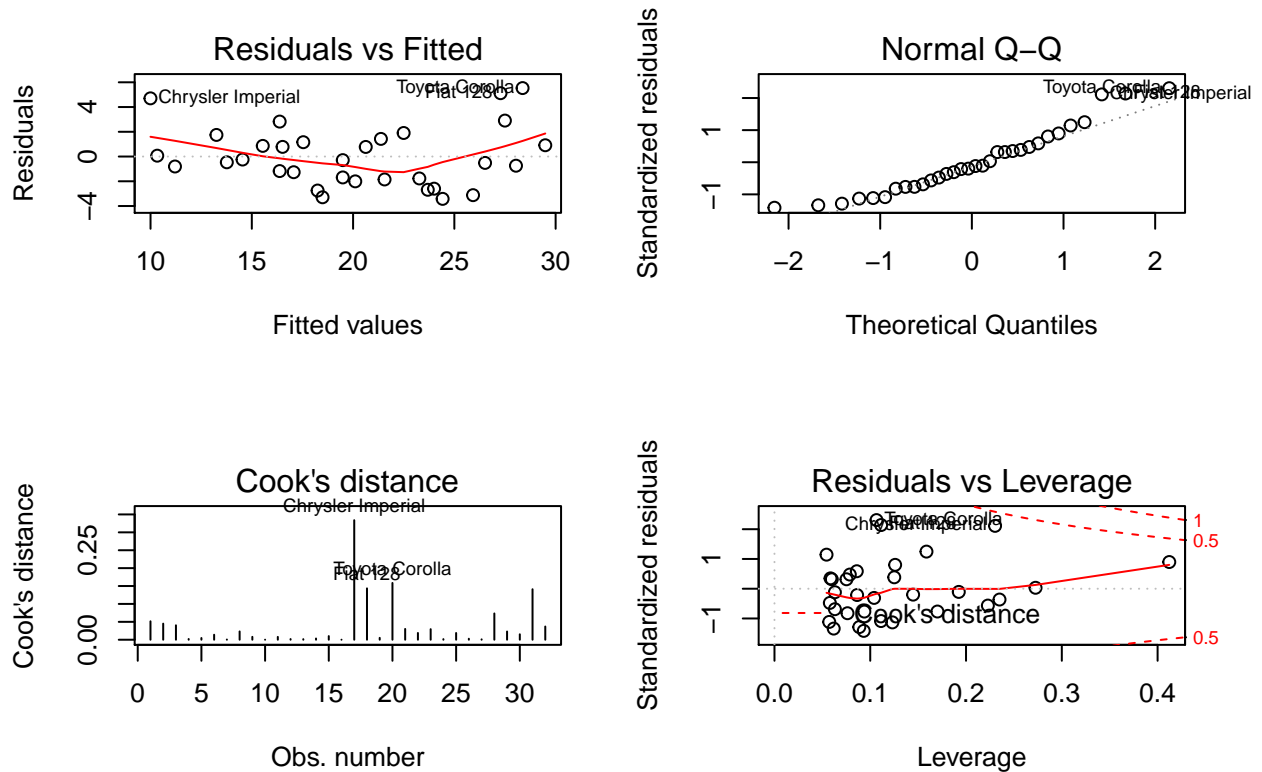 Residuals vs Fitted
Residuals
4
0
−4
Toyota Corolla
Fiat 128
Chrysler Imperial
10 15 20 25 30
Fitted values
Normal Q−Q
Standardized residuals
1
−1
Toyota Corolla
Fiat 128
Chrysler Imperial
−2 −1 0 1 2
Theoretical Quantiles
Cook's distance
Cook's distance
0.25
0.00
Chrysler Imperial
Toyota Corolla
Fiat 128
0 5 10 15 20 25 30
Obs. number
Residuals vs Leverage
Standardized residuals
1
−1
Toyota Corolla
Fiat 128
Chrysler Imperial
1
0.5
Cook's distance
0.5
0.0 0.1 0.2 0.3 0.4
Leverage